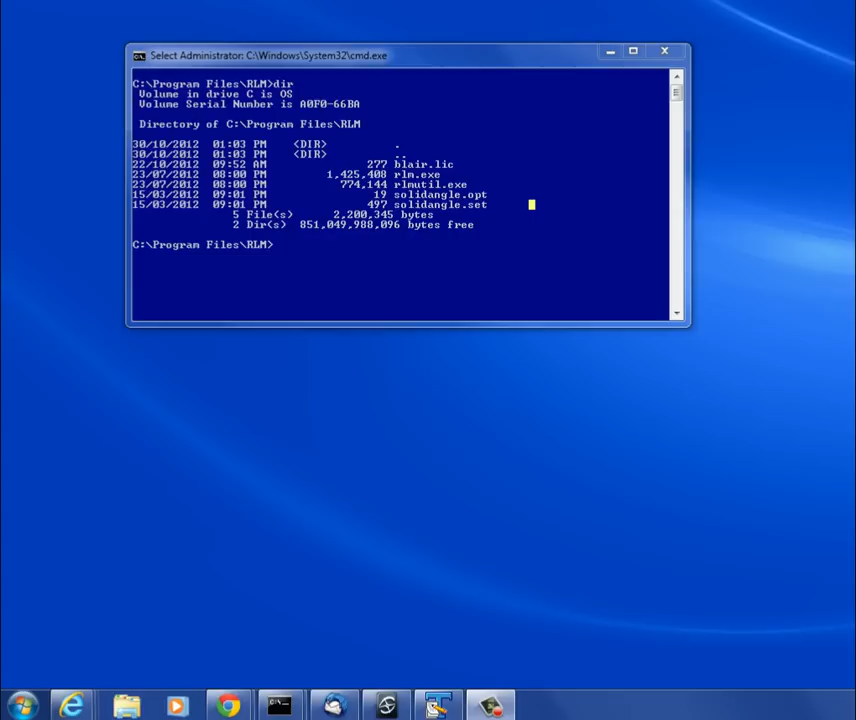 Select Administrator: C:\Windows\System32\cmd.exe
C:\Program Files\RLM>dir
Volume in drive C is OS
Volume Serial Number is A0F0-66BA
Directory of C:\Program Files\RLM
30/10/2012  01:03 PM    <DIR>          .
30/10/2012  01:03 PM    <DIR>          ..
22/10/2012  09:52 AM               277 blair.lic
23/07/2012  08:00 PM         1,425,408 rlm.exe
23/07/2012  08:00 PM           774,144 rlmutil.exe
15/03/2012  09:01 PM                19 solidangle.opt
15/03/2012  09:01 PM               497 solidangle.set
5 File(s)      2,200,345 bytes
2 Dir(s)  851,049,988,096 bytes free
C:\Program Files\RLM>